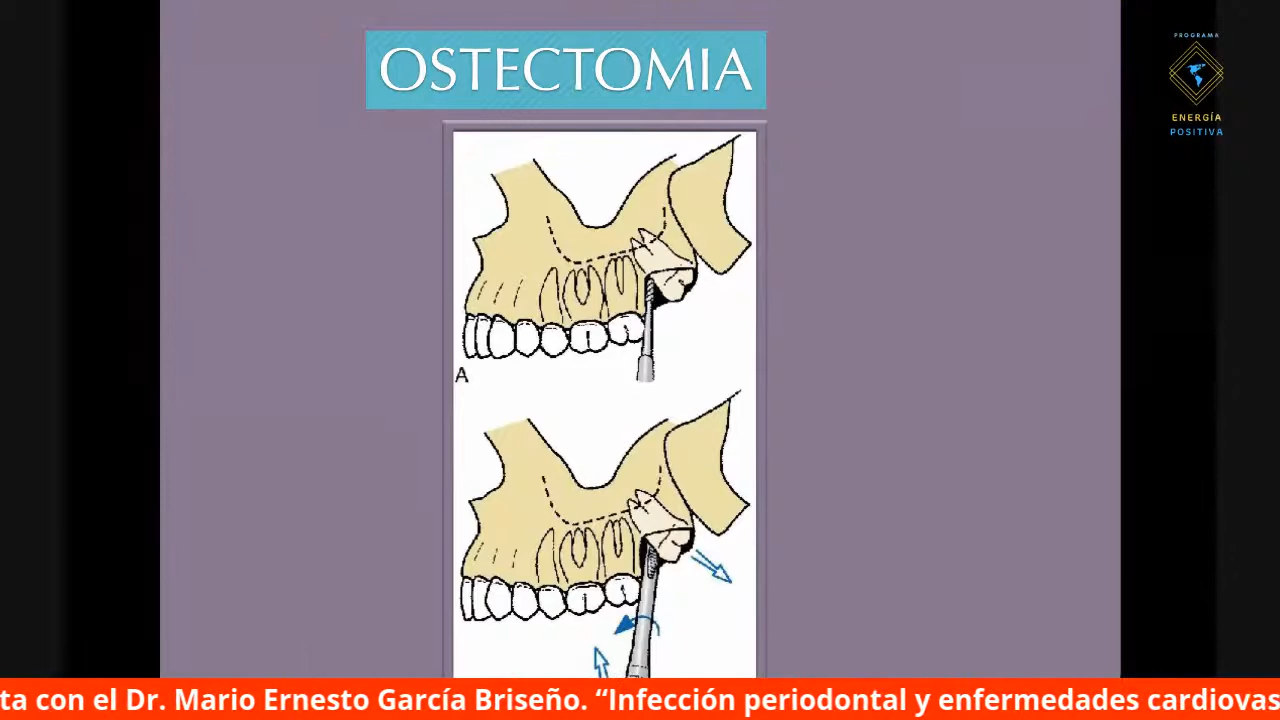 OSTECTOMIA
PROGRAMA
ENERGÍA
POSITIVA
A
ta con el Dr. Mario Ernesto García Briseño. “Infección periodontal y enfermedades cardiovas